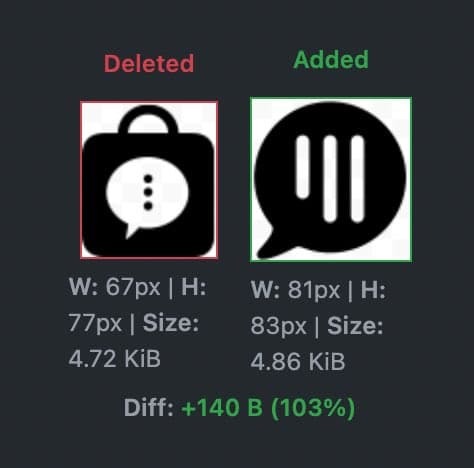 Deleted
Added
W: 67px | H:
77px | Size:
4.72 KiB
W: 81px | H:
83px | Size:
4.86 KiB
Diff: +140 B (103%)